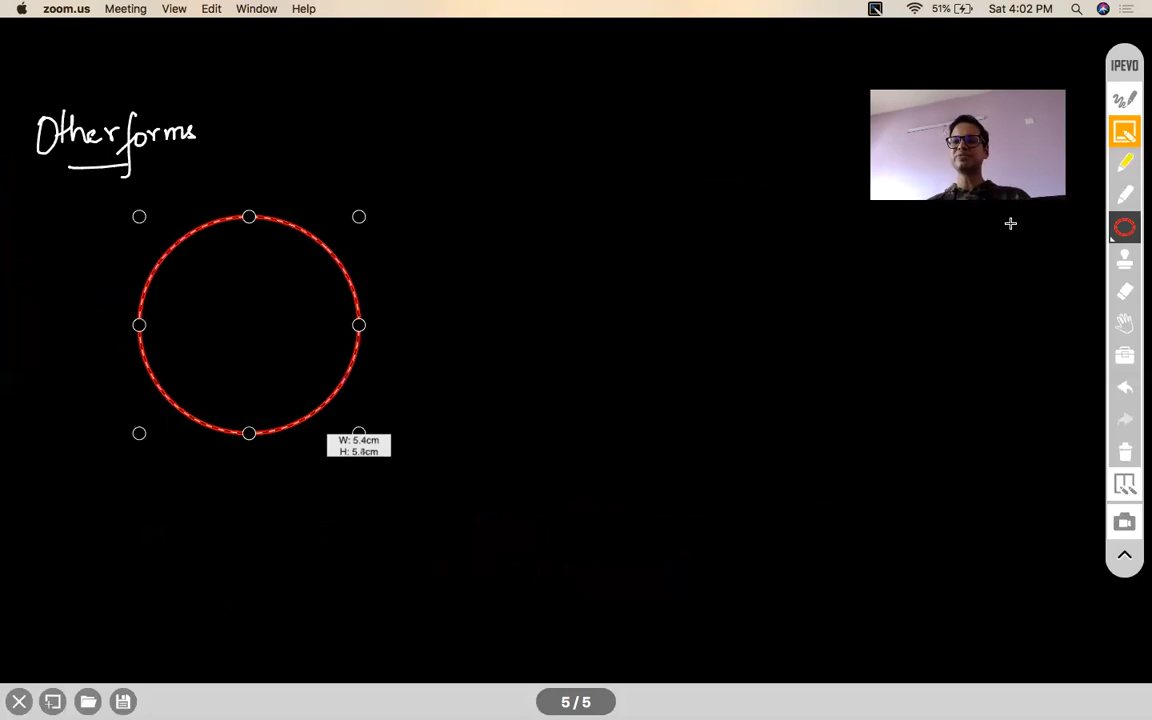 zoom.us Meeting View Edit Window Help 51% Sat 4:02 PM
IPEVO
Other forms
W: 5.4cm
H: 5.4cm
5 / 5